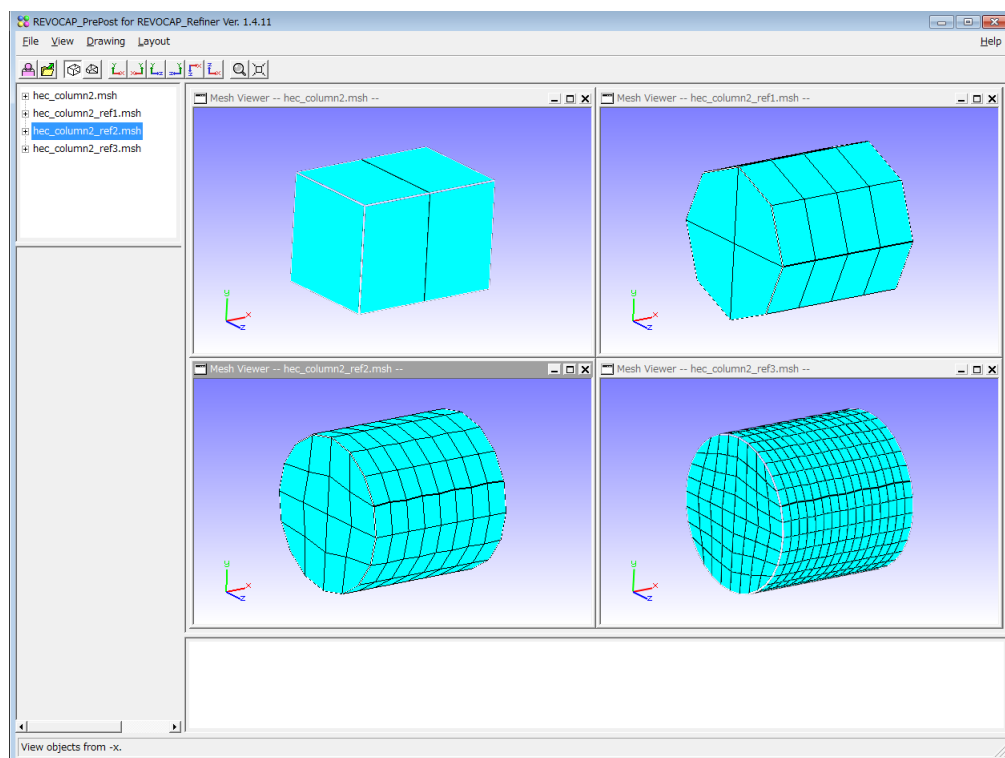 REVOCAP_PrePost for REVOCAP_Refiner Ver. 1.4.11
File View Drawing Layout Help
hec_column2.msh
hec_column2_ref1.msh
hec_column2_ref2.msh
hec_column2_ref3.msh
Mesh Viewer -- hec_column2.msh --
y
x
z
Mesh Viewer -- hec_column2_ref1.msh --
y
x
z
Mesh Viewer -- hec_column2_ref2.msh --
y
x
z
Mesh Viewer -- hec_column2_ref3.msh --
y
x
z
View objects from -x.